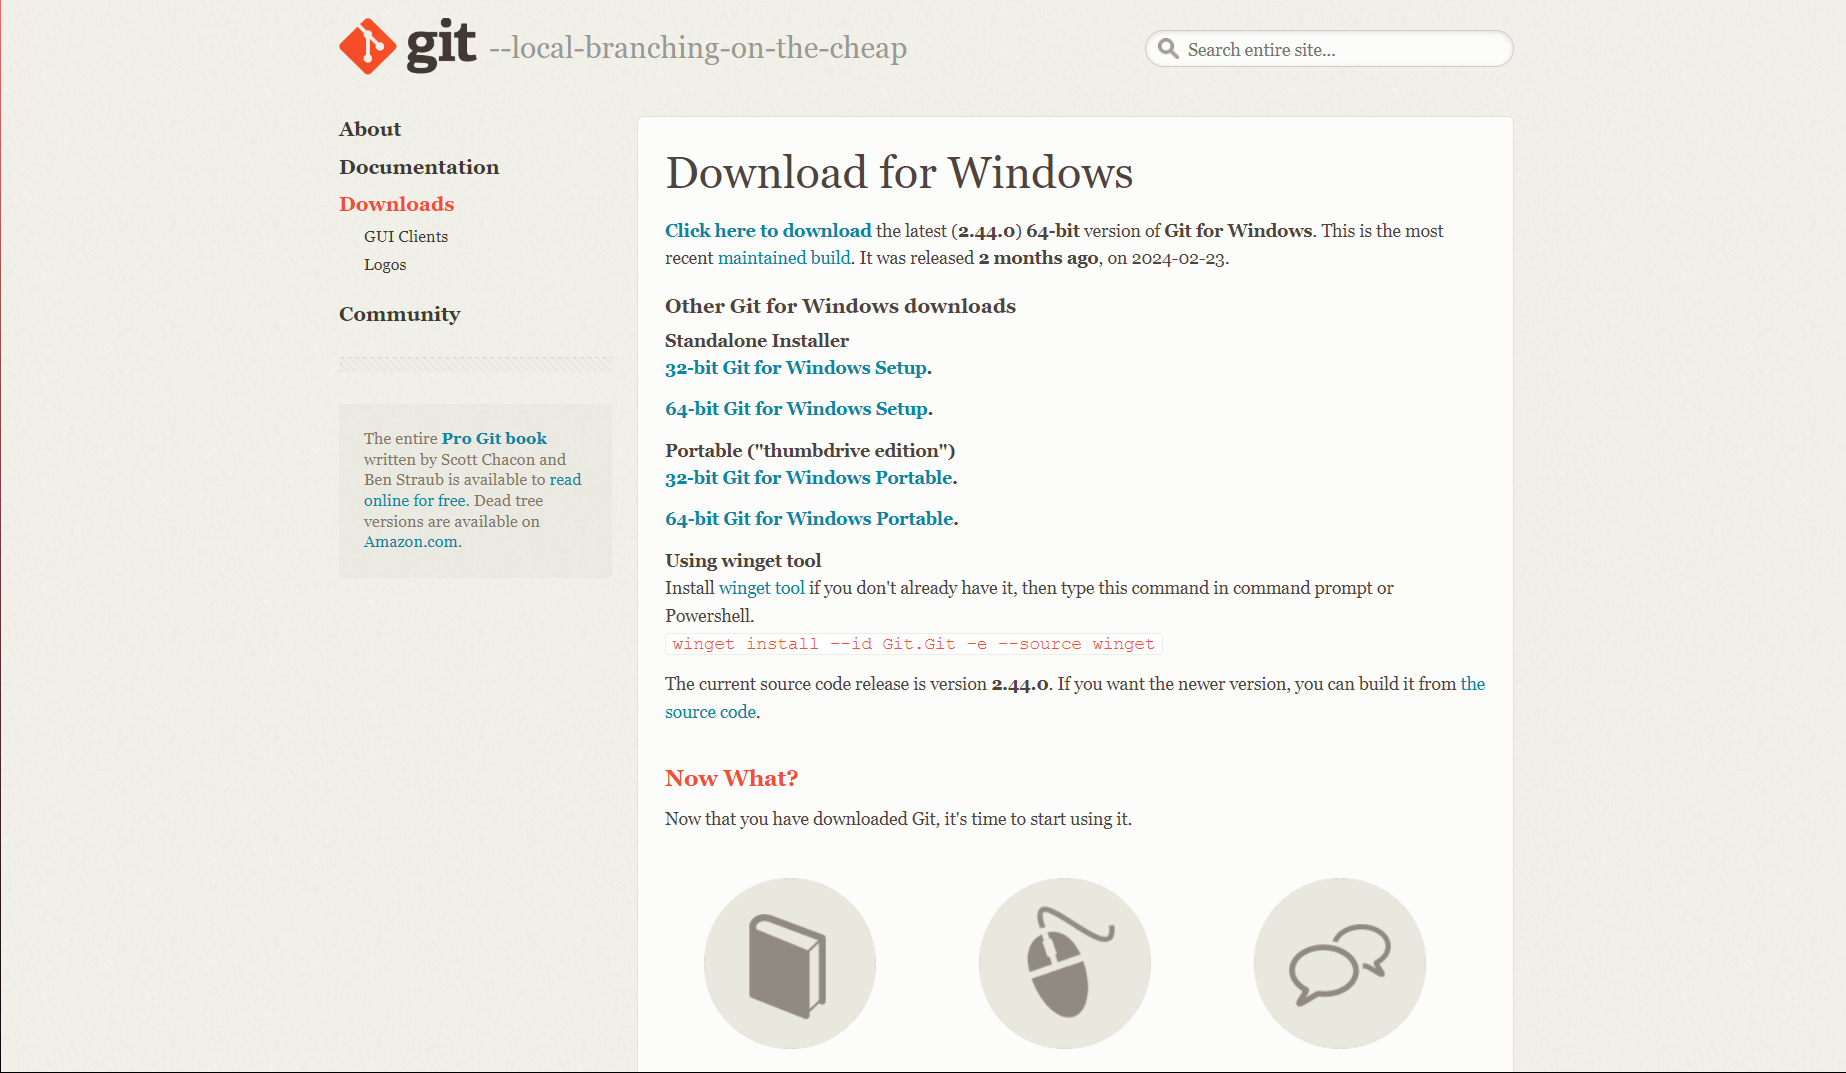 git --local-branching-on-the-cheap
Search entire site...
About
Documentation
Downloads
GUI Clients
Logos
Community
The entire Pro Git book
written by Scott Chacon and
Ben Straub is available to read
online for free. Dead tree
versions are available on
Amazon.com.
Download for Windows
Click here to download the latest (2.44.0) 64-bit version of Git for Windows. This is the most
recent maintained build. It was released 2 months ago, on 2024-02-23.
Other Git for Windows downloads
Standalone Installer
32-bit Git for Windows Setup.
64-bit Git for Windows Setup.
Portable ("thumbdrive edition")
32-bit Git for Windows Portable.
64-bit Git for Windows Portable.
Using winget tool
Install winget tool if you don't already have it, then type this command in command prompt or
Powershell.
winget install --id Git.Git -e --source winget
The current source code release is version 2.44.0. If you want the newer version, you can build it from the
source code.
Now What?
Now that you have downloaded Git, it's time to start using it.